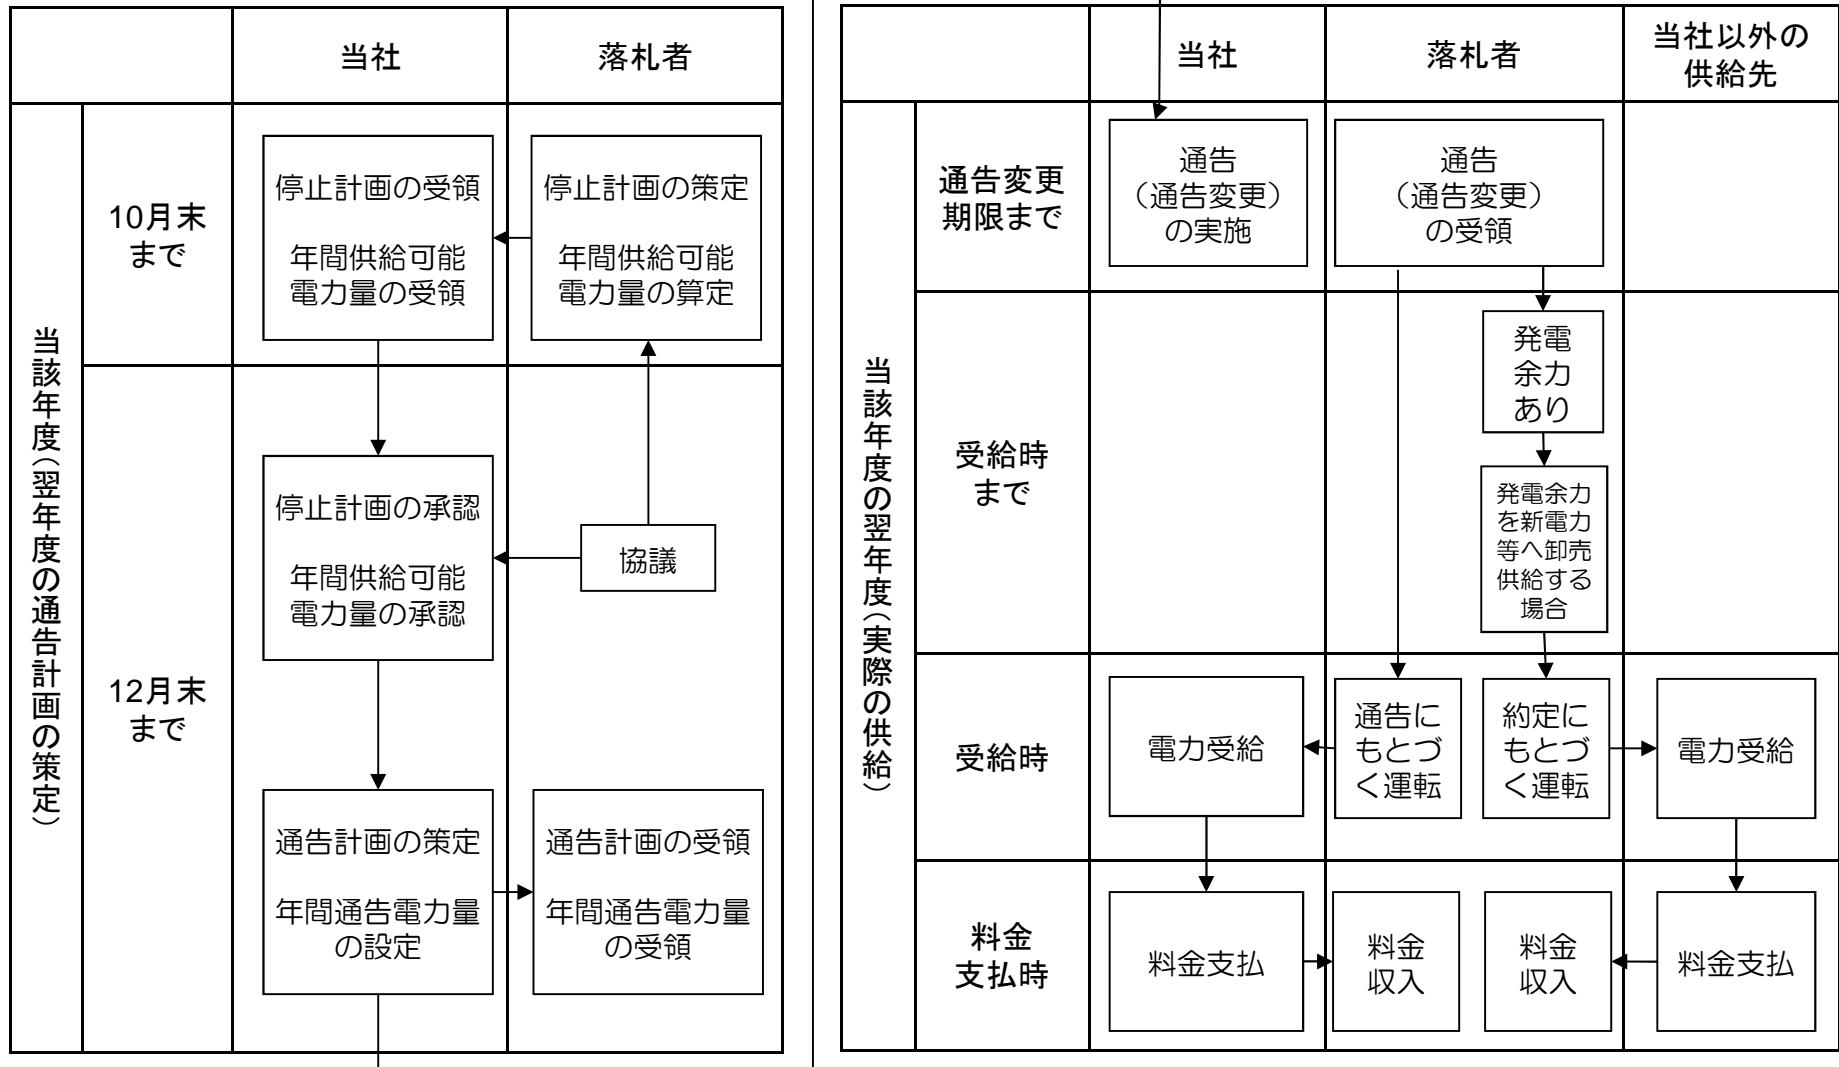 当社
落札者
当該年度（翌年度の通告計画の策定）
10月末
まで
停止計画の受領
年間供給可能
電力量の受領
停止計画の策定
年間供給可能
電力量の算定
12月末
まで
停止計画の承認
年間供給可能
電力量の承認
協議
通告計画の策定
年間通告電力量
の設定
通告計画の受領
年間通告電力量
の受領
当社
落札者
当社以外の
供給先
当該年度の翌年度（実際の供給）
通告変更
期限まで
通告
（通告変更）
の実施
通告
（通告変更）
の受領
受給時
まで
発電
余力
あり
発電余力
を新電力
等へ卸売
供給する
場合
受給時
電力受給
通告に
もとづ
く運転
約定に
もとづ
く運転
電力受給
料金
支払時
料金支払
料金
収入
料金
収入
料金支払